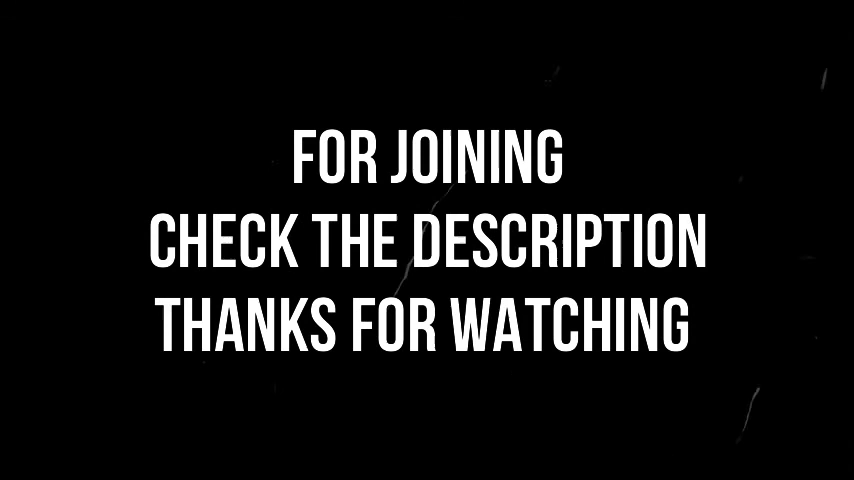 FOR JOINING
CHECK THE DESCRIPTION
THANKS FOR WATCHING